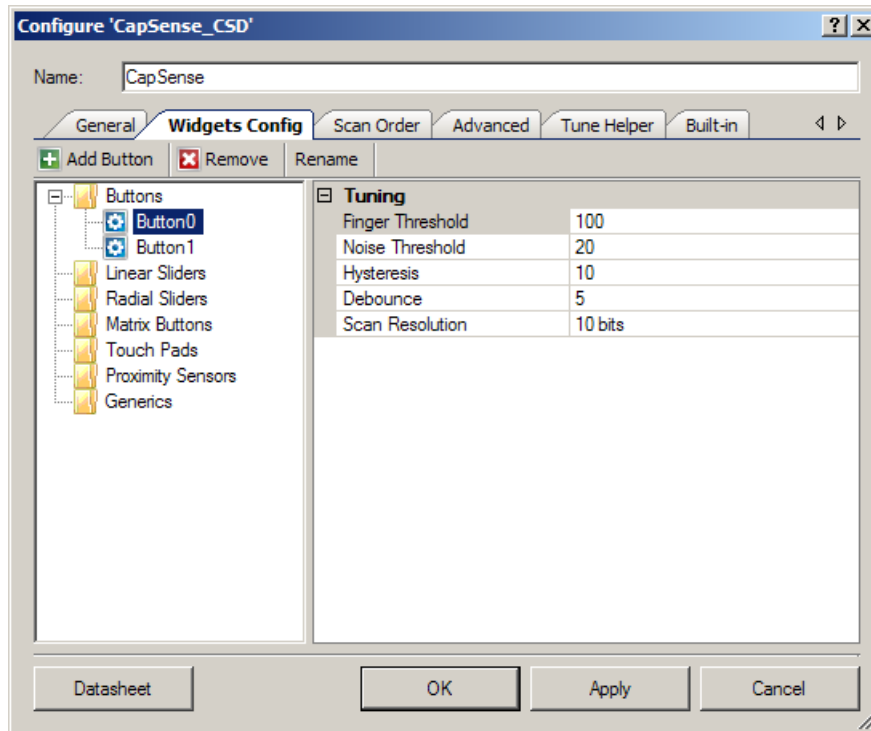 Configure 'CapSense_CSD'
Name: CapSense
General Widgets Config Scan Order Advanced Tune Helper Built-in
Add Button Remove Rename
Buttons
Button0
Button1
Linear Sliders
Radial Sliders
Matrix Buttons
Touch Pads
Proximity Sensors
Generics
Tuning
Finger Threshold 100
Noise Threshold 20
Hysteresis 10
Debounce 5
Scan Resolution 10 bits
Datasheet OK Apply Cancel